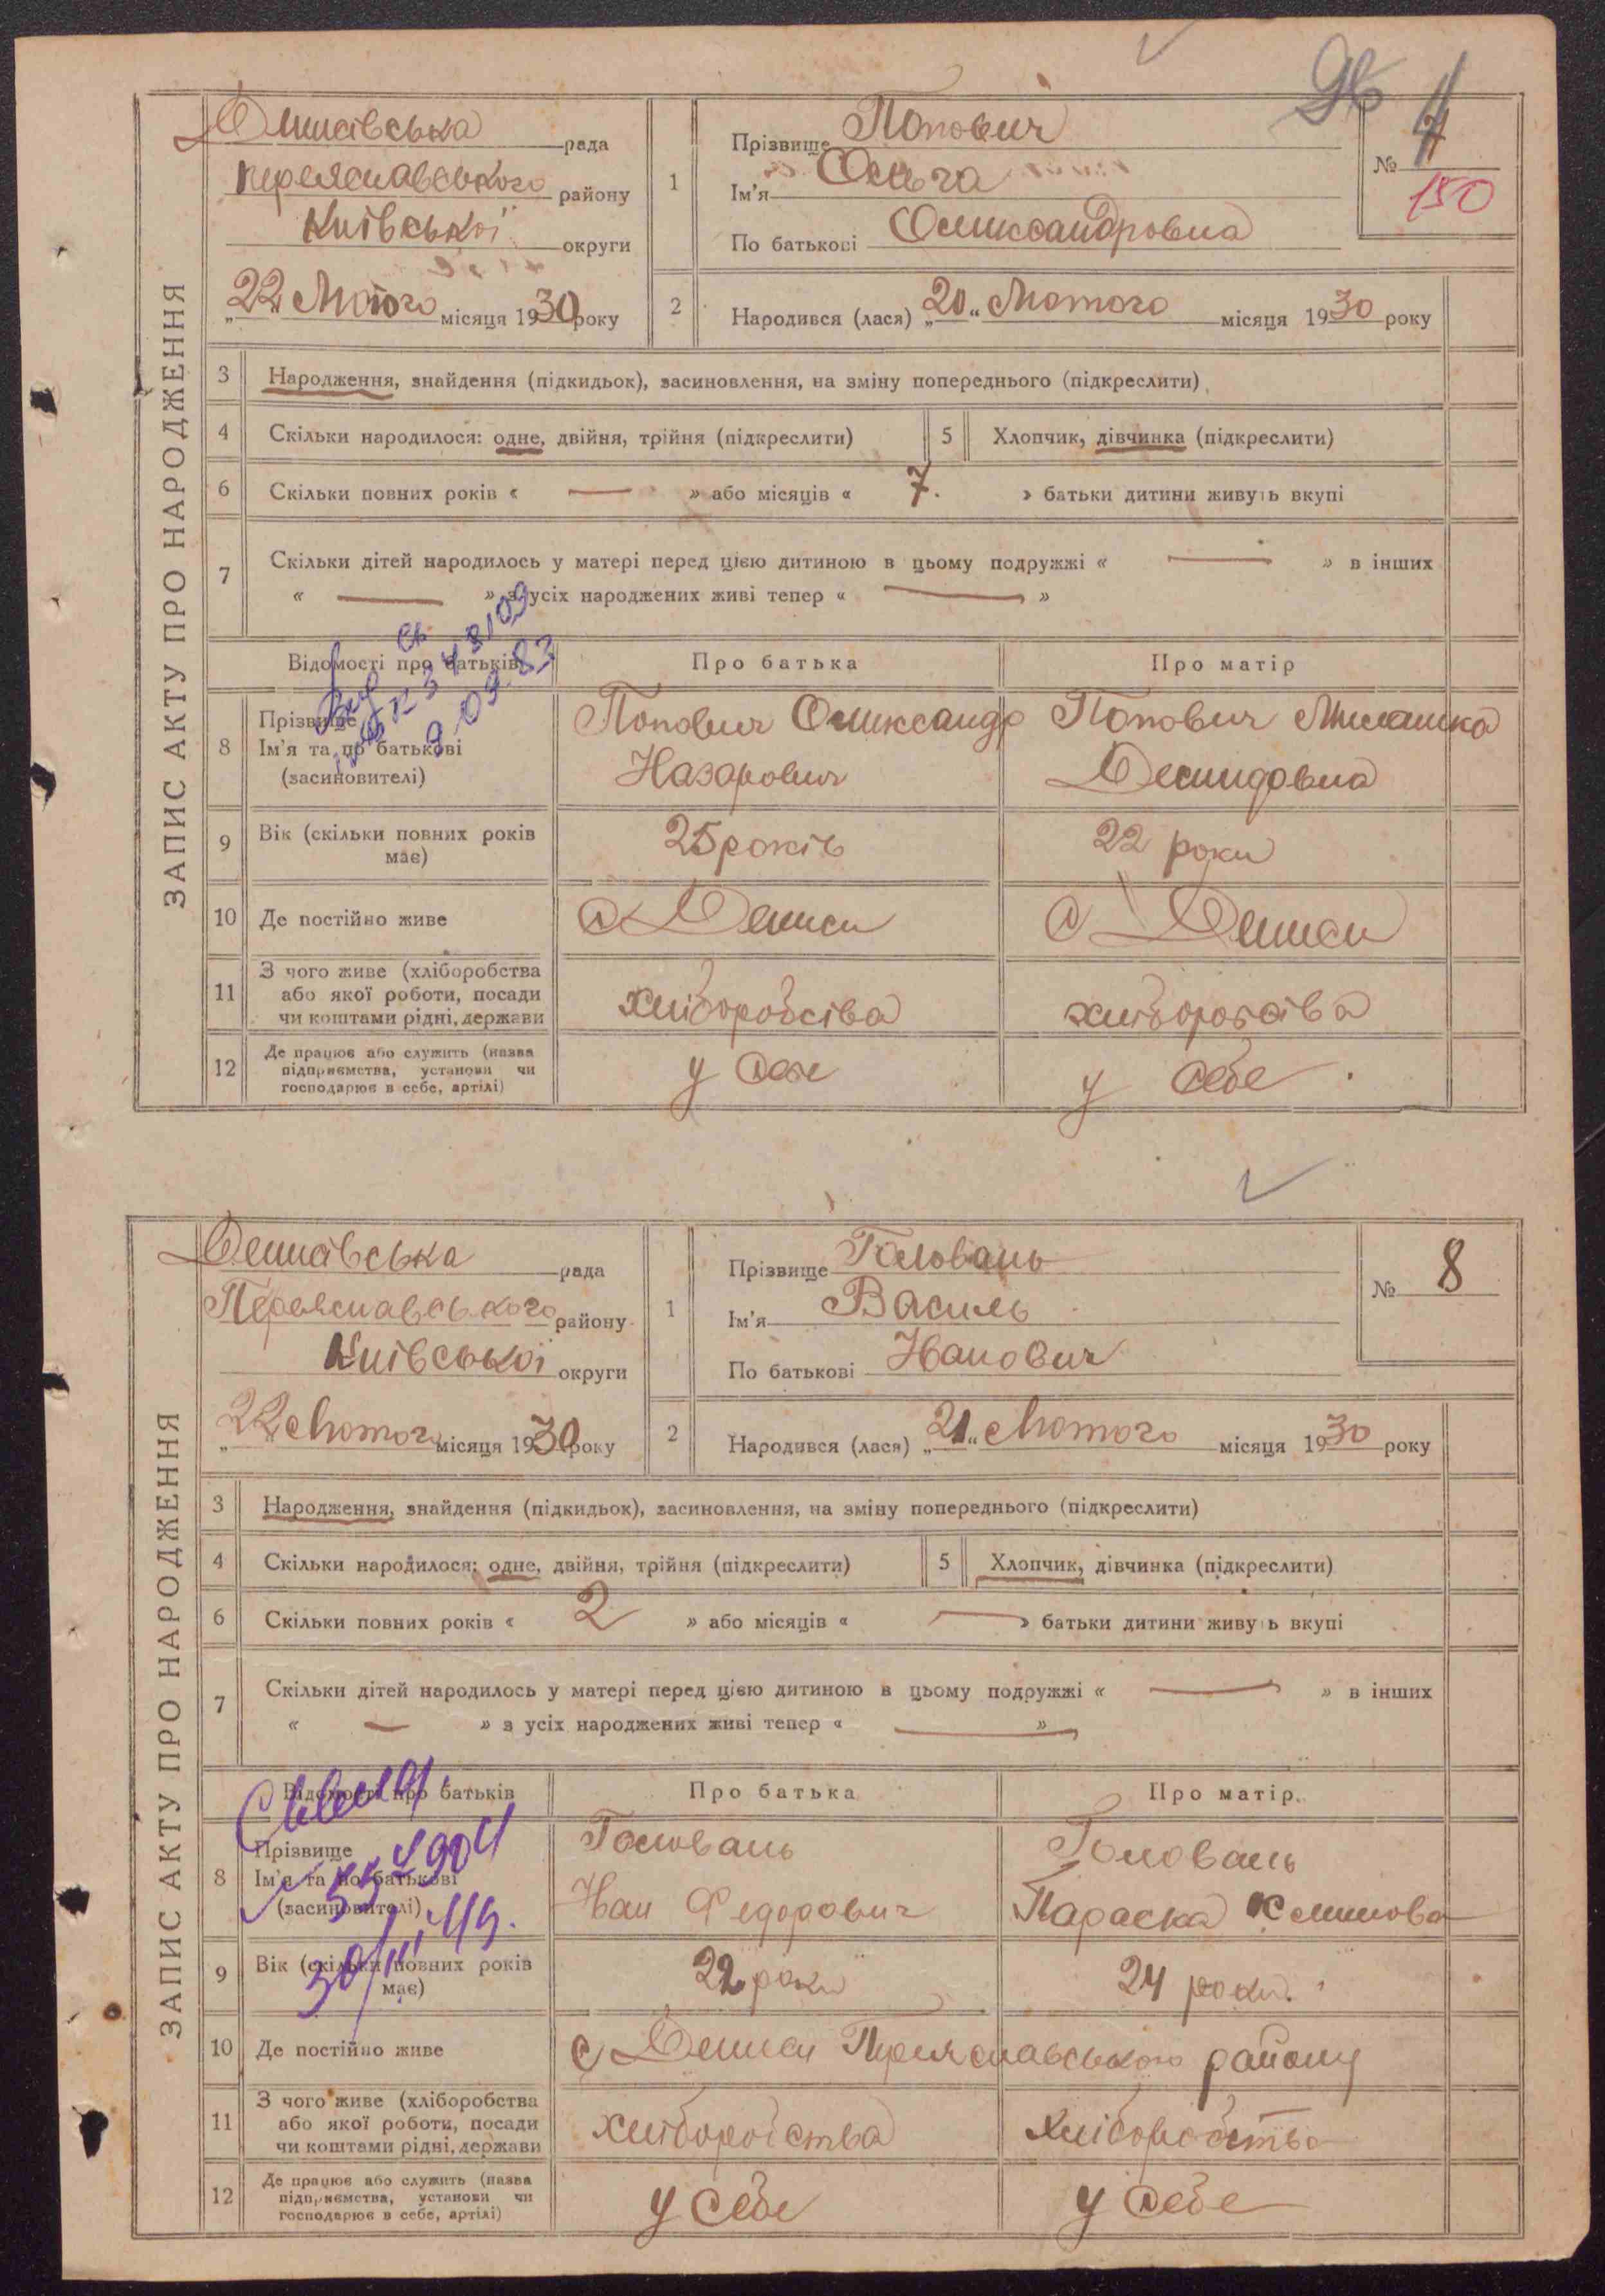 ЗАПИС АКТУ ПРО НАРОДЖЕННЯ
Денисівська рада
Переяславського району
Київської округи
„22“ Лютого місяця 1930 року
1
Прізвище Попович
Ім'я Ольга
По батькові Олександровна
№ 7
150
2
Народився (лася) „20“ Лютого місяця 1930 року
3 Народження, знайдення (підкидьок), засиновлення, на зміну попереднього (підкреслити)
4 Скільки народилося: одне, двійня, трійня (підкреслити) 5 Хлопчик, дівчинка (підкреслити)
6 Скільки повних років « — » або місяців « 7. » батьки дитини живуть вкупі
7 Скільки дітей народилось у матері перед цією дитиною в цьому подружжі « — » в інших
« — » з усіх народжених живі тепер « — »
Відомості про батьків Про батька Про матір
8 Прізвище
Ім'я та по батькові
(засиновителі)
Попович Олександр
Назарович
Попович Милашка
Демидовна
9 Вік (скільки повних років
має) 25 років 22 роки
10 Де постійно живе с Дениси с Дениси
11 З чого живе (хліборобства
або якої роботи, посади
чи коштами рідні, держави
хліборобства хліборобства
12 Де працює або служить (назва
підприємства, установи чи
господарює в себе, артілі)
у себе у себе
ЗАПИС АКТУ ПРО НАРОДЖЕННЯ
Денисівська рада
Переяславського району
Київської округи
„22“ Лютого місяця 1930 року
1
Прізвище Головань
Ім'я Василь
По батькові Иванович
№ 8
2
Народився (лася) „21“ Лютого місяця 1930 року
3 Народження, знайдення (підкидьок), засиновлення, на зміну попереднього (підкреслити)
4 Скільки народилося: одне, двійня, трійня (підкреслити) 5 Хлопчик, дівчинка (підкреслити)
6 Скільки повних років « 2 » або місяців « — » батьки дитини живуть вкупі
7 Скільки дітей народилось у матері перед цією дитиною в цьому подружжі « — » в інших
« — » з усіх народжених живі тепер « — »
Відомості про батьків Про батька Про матір
8 Прізвище
Ім'я та по батькові
(засиновителі)
Головань
Иван Федорович
Головань
Параска
9 Вік (скільки повних років
має) 22 роки 24 роки.
10 Де постійно живе с Дениси Переяславського району
11 З чого живе (хліборобства
або якої роботи, посади
чи коштами рідні, держави
хліборобства хліборобства
12 Де працює або служить (назва
підприємства, установи чи
господарює в себе, артілі)
у себе у себе